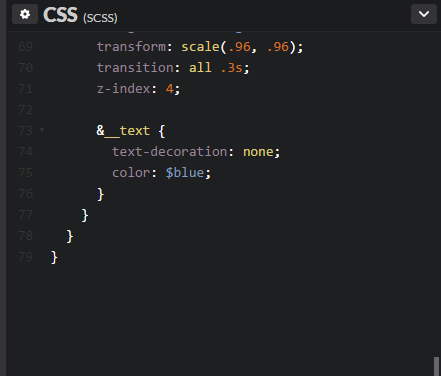 CSS (SCSS)
69 transform: scale(.96, .96);
70 transition: all .3s;
71 z-index: 4;
72
73 &__text {
74 text-decoration: none;
75 color: $blue;
76 }
77 }
78 }
79 }